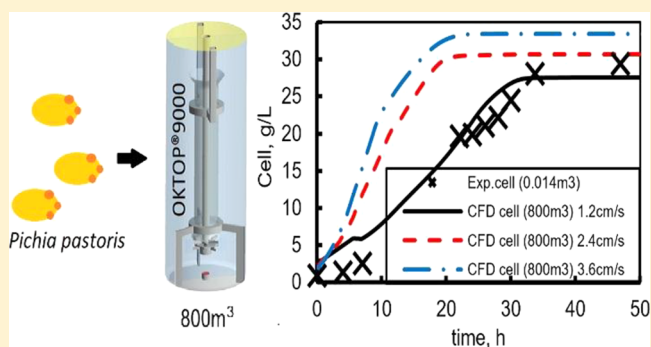 Pichia pastoris
OKTOP®9000
800m³
Cell, g/L
35
30
25
20
15
10
5
0
0 10 20 30 40 50
time, h
Exp.cell (0.014m3)
CFD cell (800m3) 1.2cm/s
CFD cell (800m3) 2.4cm/s
CFD cell (800m3) 3.6cm/s